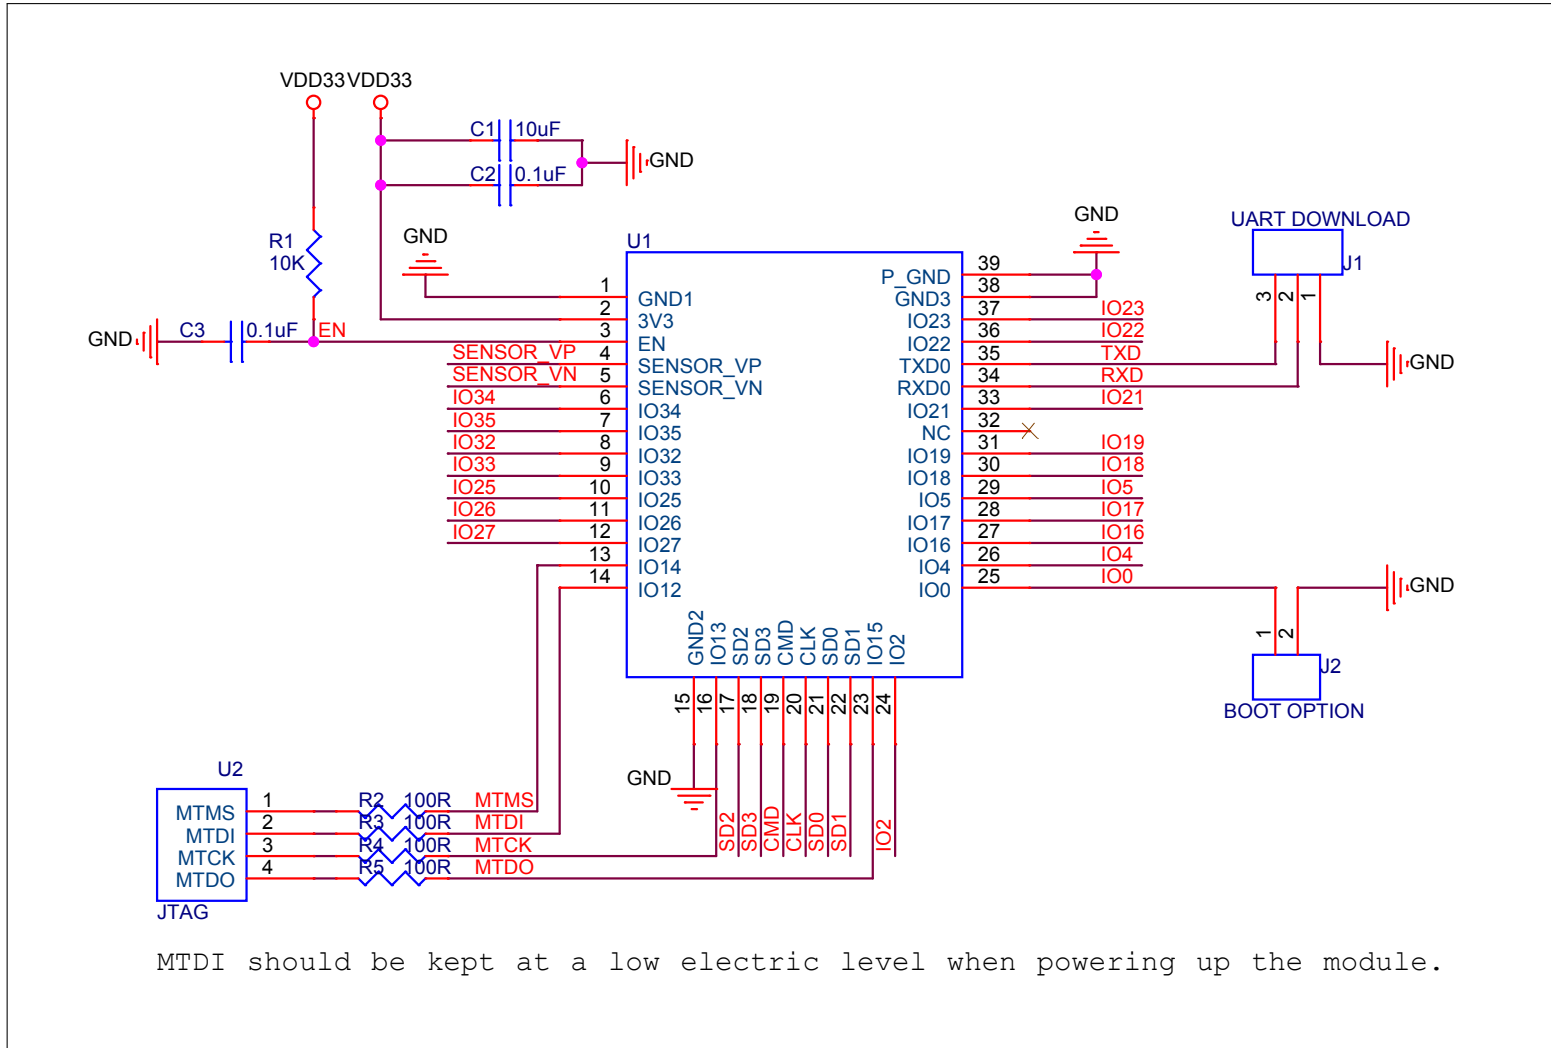 VDD33 VDD33
C1 10uF
GND
C2 0.1uF
R1
10K
GND
GND C3 0.1uF EN
U1
GND
UART DOWNLOAD
J1
3 2 1
GND
1 GND1
2 3V3
3 EN
SENSOR_VP 4 SENSOR_VP
SENSOR_VN 5 SENSOR_VN
IO34 6 IO34
IO35 7 IO35
IO32 8 IO32
IO33 9 IO33
IO25 10 IO25
IO26 11 IO26
IO27 12 IO27
13 IO14
14 IO12
P_GND 39
GND3 38
IO23 37 IO23
IO22 36 IO22
TXD0 35 TXD
RXD0 34 RXD
IO21 33 IO21
NC 32
IO19 31 IO19
IO18 30 IO18
IO5 29 IO5
IO17 28 IO17
IO16 27 IO16
IO4 26 IO4
IO0 25 IO0
GND
1 2
J2
BOOT OPTION
GND2 IO13 SD2 SD3 CMD CLK SD0 SD1 IO15 IO2
15 16 17 18 19 20 21 22 23 24
GND
SD2 SD3 CMD CLK SD0 SD1 IO2
U2
MTMS 1 R2 100R MTMS
MTDI 2 R3 100R MTDI
MTCK 3 R4 100R MTCK
MTDO 4 R5 100R MTDO
JTAG
MTDI should be kept at a low electric level when powering up the module.